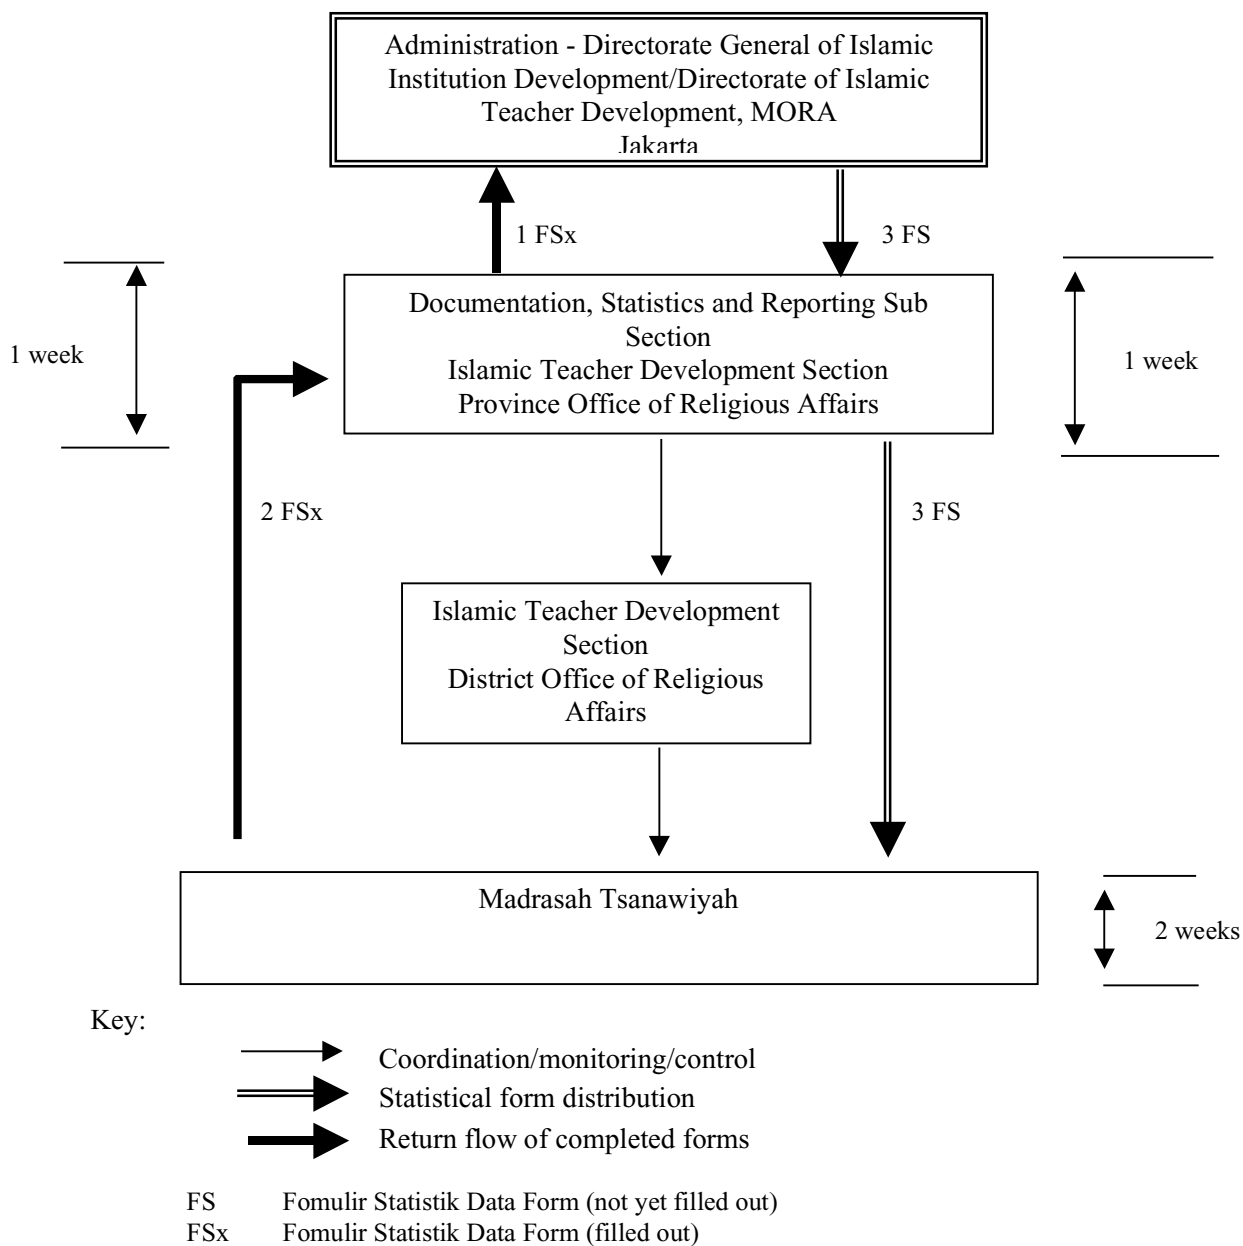 Administration - Directorate General of Islamic
Institution Development/Directorate of Islamic
Teacher Development, MORA
Jakarta
1 FSx
3 FS
Documentation, Statistics and Reporting Sub
Section
Islamic Teacher Development Section
Province Office of Religious Affairs
1 week
1 week
2 FSx
3 FS
Islamic Teacher Development
Section
District Office of Religious
Affairs
Madrasah Tsanawiyah
2 weeks
Key:
Coordination/monitoring/control
Statistical form distribution
Return flow of completed forms
FS Fomulir Statistik Data Form (not yet filled out)
FSx Fomulir Statistik Data Form (filled out)